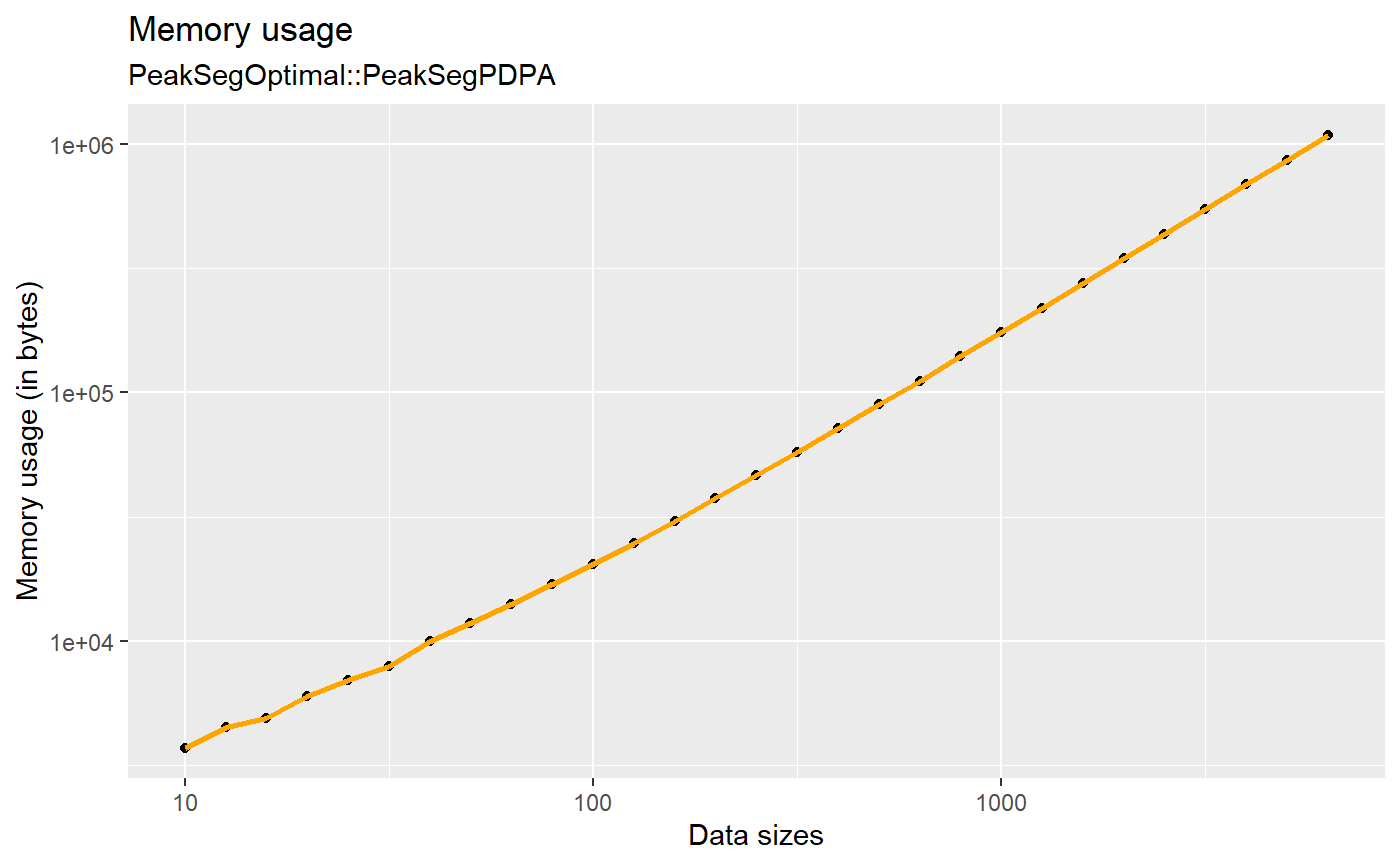 Memory usage
PeakSegOptimal::PeakSegPDPA
Memory usage (in bytes)
1e+06
1e+05
1e+04
10
100
1000
Data sizes